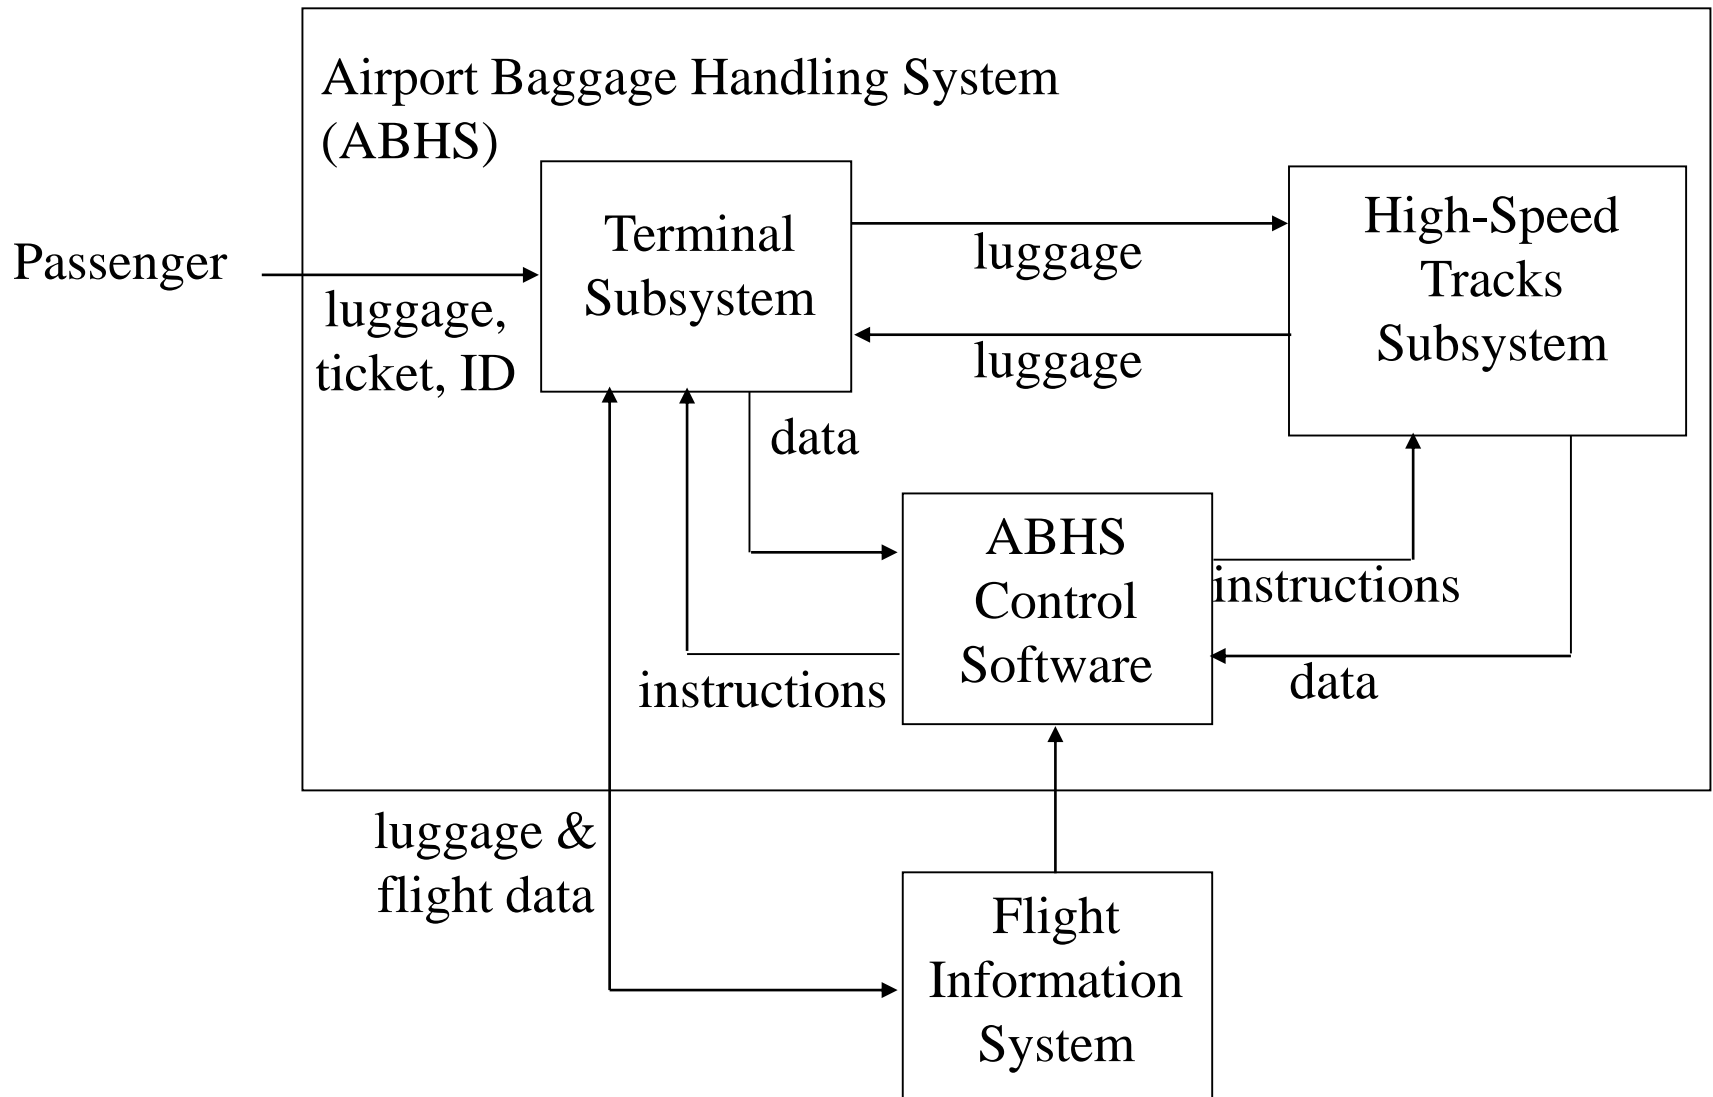 Airport Baggage Handling System
(ABHS)
Passenger
luggage,
ticket, ID
Terminal
Subsystem
luggage
luggage
High-Speed
Tracks
Subsystem
data
ABHS
Control
Software
instructions
instructions
data
luggage &
flight data
Flight
Information
System